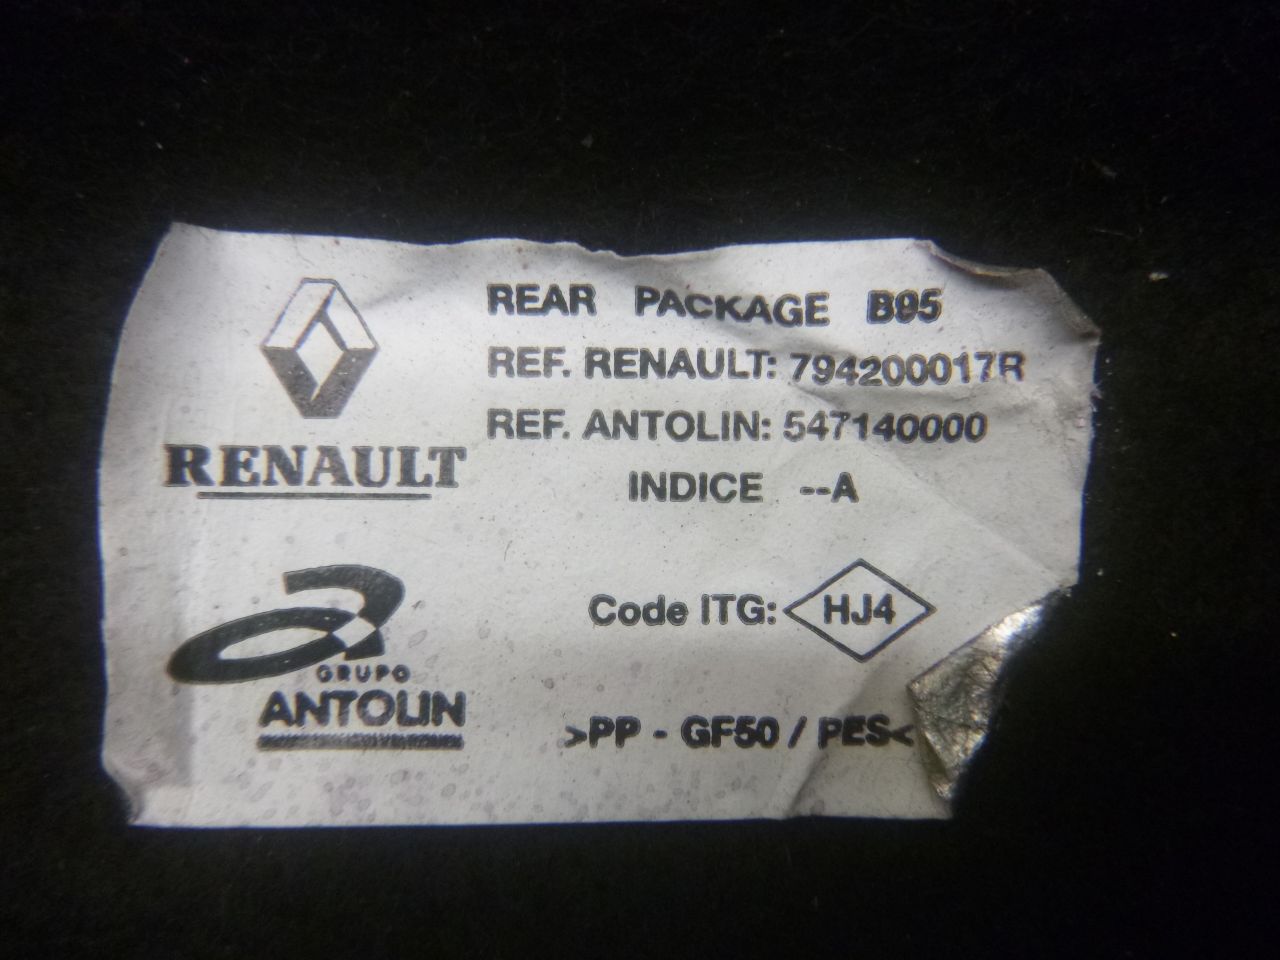 REAR PACKAGE B95
REF. RENAULT: 794200017R
REF. ANTOLIN: 547140000
INDICE --A
RENAULT
Code ITG: HJ4
GRUPO
ANTOLIN
>PP - GF50 / PES<